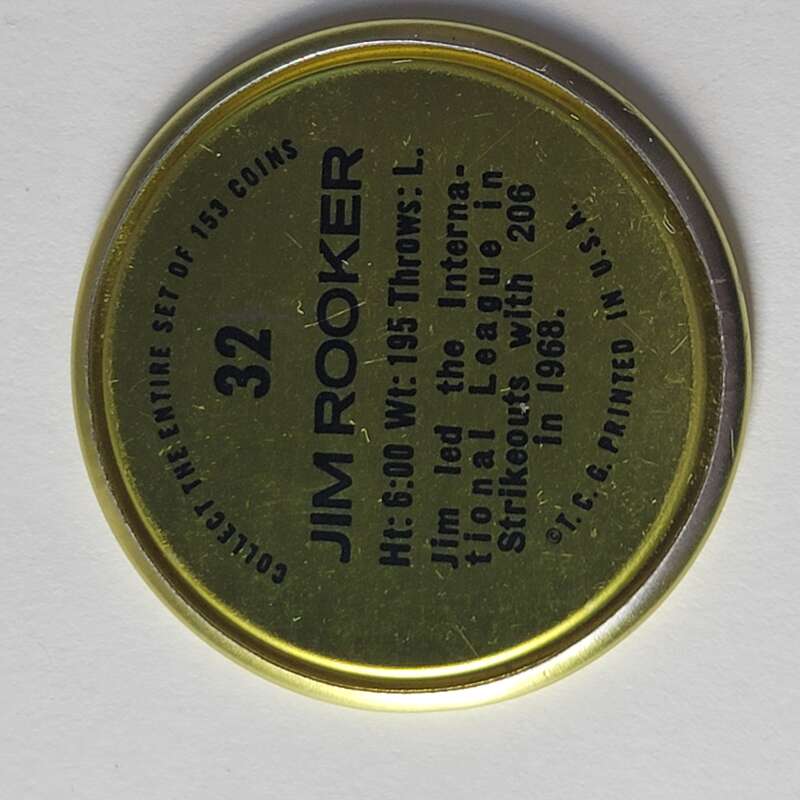 COLLECT THE ENTIRE SET OF 153 COINS
32
JIM ROOKER
Ht: 6:00 Wt: 195 Throws: L.
Jim led the Interna-
tional League in
Strikeouts with 206
in 1968.
©T. C. G. PRINTED IN U.S.A.